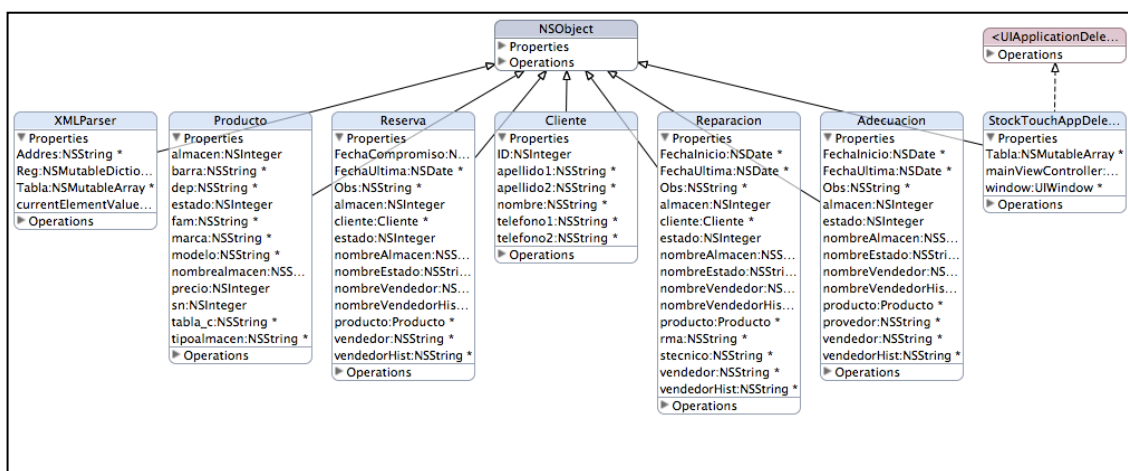 NSObject
Properties
Operations
<UIApplicationDele...
Operations
XMLParser
Properties
Addres:NSString *
Reg:NSMutableDictio...
Tabla:NSMutableArray *
currentElementValue...
Operations
Producto
Properties
almacen:NSInteger
barra:NSString *
dep:NSString *
estado:NSInteger
fam:NSString *
marca:NSString *
modelo:NSString *
nombrealmacen:NSS...
precio:NSInteger
sn:NSInteger
tabla_c:NSString *
tipoalmacen:NSString *
Operations
Reserva
Properties
FechaCompromiso:N...
FechaUltima:NSDate *
Obs:NSString *
almacen:NSInteger
cliente:Cliente *
estado:NSInteger
nombreAlmacen:NSS...
nombreEstado:NSStri...
nombreVendedor:NS...
nombreVendedorHis...
producto:Producto *
vendedor:NSString *
vendedorHist:NSString *
Operations
Cliente
Properties
ID:NSInteger
apellido1:NSString *
apellido2:NSString *
nombre:NSString *
telefono1:NSString *
telefono2:NSString *
Operations
Reparacion
Properties
FechaInicio:NSDate *
FechaUltima:NSDate *
Obs:NSString *
almacen:NSInteger
cliente:Cliente *
estado:NSInteger
nombreAlmacen:NSS...
nombreEstado:NSStri...
nombreVendedor:NS...
nombreVendedorHis...
producto:Producto *
rma:NSString *
stecnico:NSString *
vendedor:NSString *
vendedorHist:NSString *
Operations
Adecuacion
Properties
FechaInicio:NSDate *
FechaUltima:NSDate *
Obs:NSString *
almacen:NSInteger
estado:NSInteger
nombreAlmacen:NSS...
nombreEstado:NSStri...
nombreVendedor:NS...
nombreVendedorHis...
producto:Producto *
provedor:NSString *
vendedor:NSString *
vendedorHist:NSString *
Operations
StockTouchAppDele...
Properties
Tabla:NSMutableArray *
mainViewController:...
window:UIWindow *
Operations